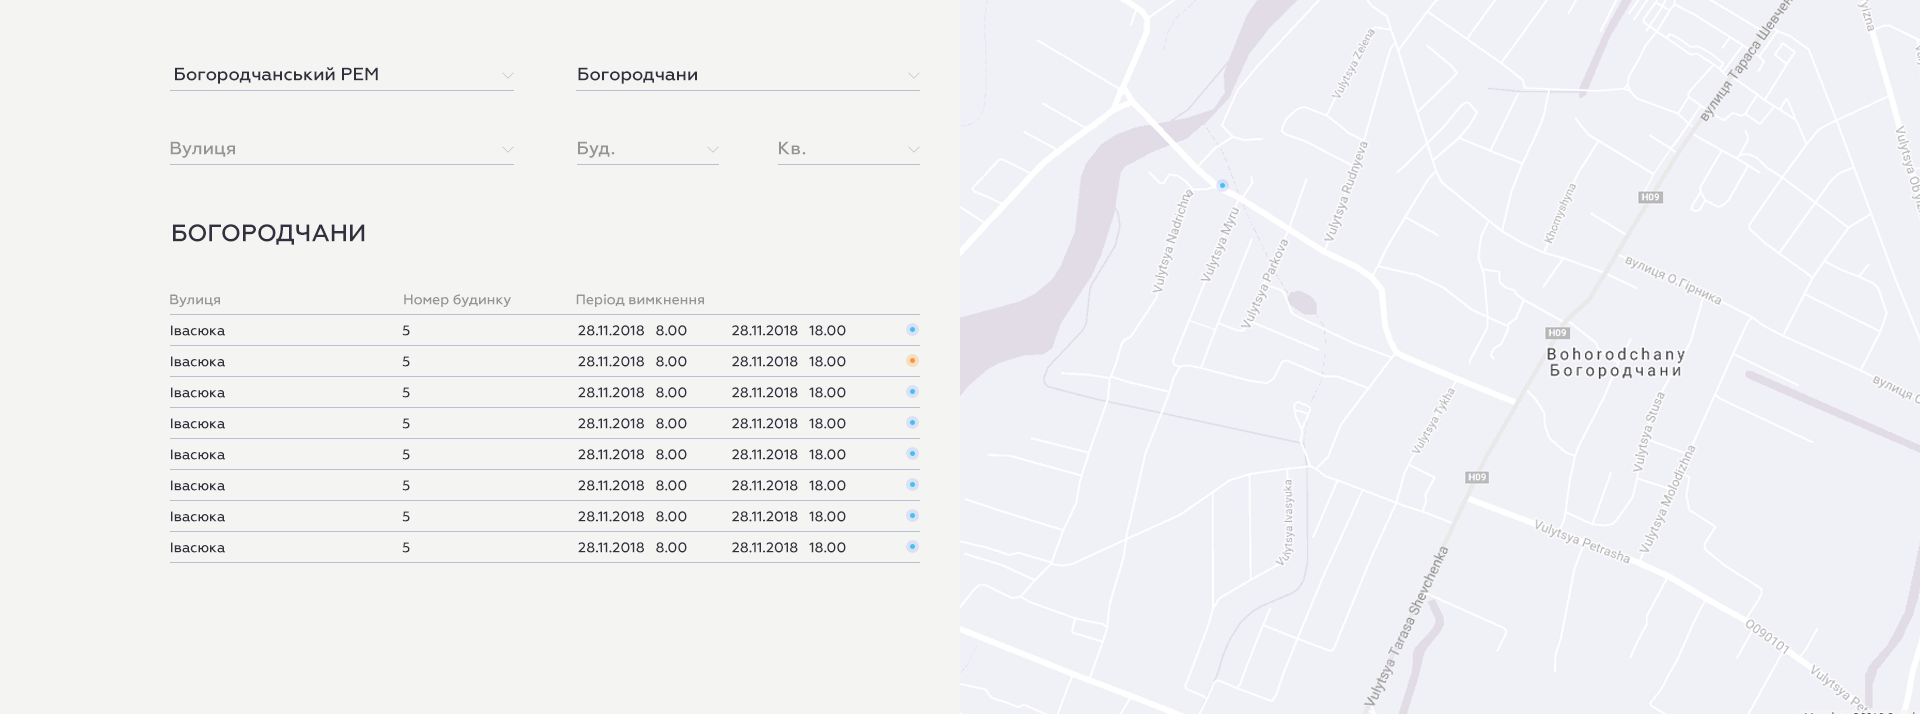 Богородчанський РЕМ
Богородчани
Вулиця
Буд.
Кв.
БОГОРОДЧАНИ
Вулиця Номер будинку Період вимкнення
Івасюка 5 28.11.2018 8.00 28.11.2018 18.00
Івасюка 5 28.11.2018 8.00 28.11.2018 18.00
Івасюка 5 28.11.2018 8.00 28.11.2018 18.00
Івасюка 5 28.11.2018 8.00 28.11.2018 18.00
Івасюка 5 28.11.2018 8.00 28.11.2018 18.00
Івасюка 5 28.11.2018 8.00 28.11.2018 18.00
Івасюка 5 28.11.2018 8.00 28.11.2018 18.00
Івасюка 5 28.11.2018 8.00 28.11.2018 18.00
Vulytsya Zelena
вулиця Тараса Шевчен
Vulytsya Rudnyeva
Vulytsya Nadrichna
Vulytsya Myru
Vulytsya Parkova
Khomyshyna
H09
вулиця О.Гірника
H09
Bohorodchany
Богородчани
вулиця
Vulytsya Tykha
Vulytsya Stusa
Vulytsya Molodizhna
H09
Vulytsya Ivasyuka
Vulytsya Petrasha
Vulytsya Tarasa Shevchenka
O090101
Vulytsya Pe